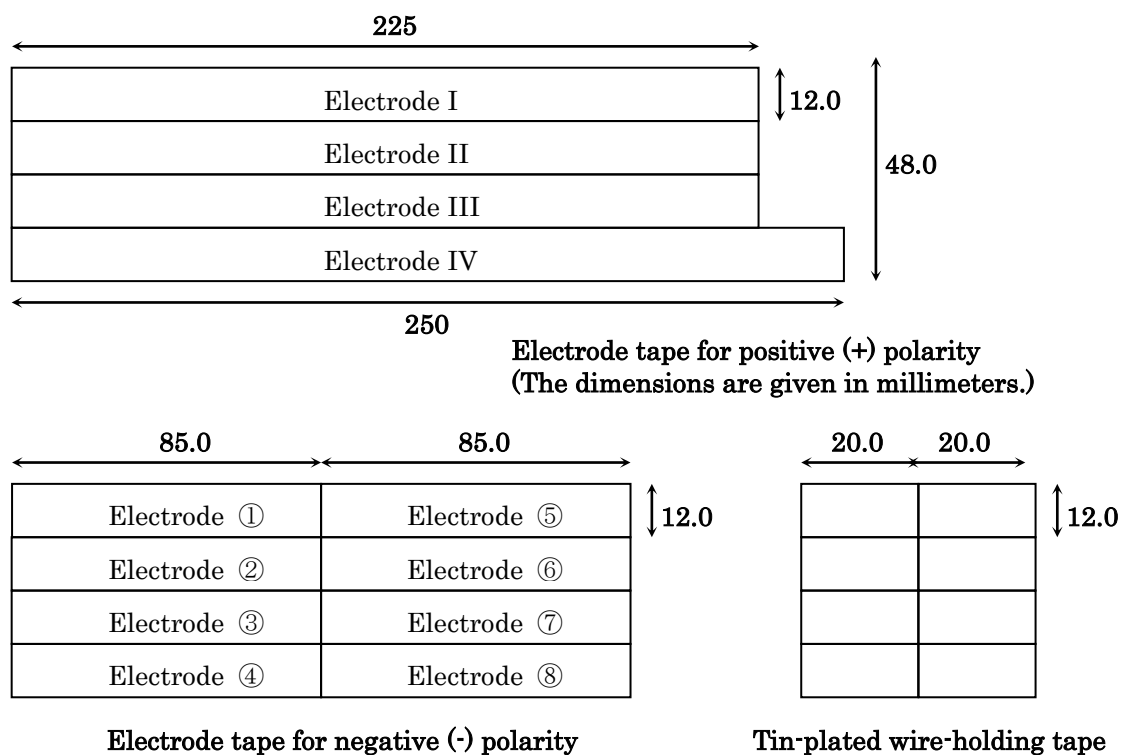 225
Electrode I
12.0
Electrode II
48.0
Electrode III
Electrode IV
250
Electrode tape for positive (+) polarity
(The dimensions are given in millimeters.)
85.0 85.0 20.0 20.0
Electrode ① Electrode ⑤ 12.0 12.0
Electrode ② Electrode ⑥
Electrode ③ Electrode ⑦
Electrode ④ Electrode ⑧
Electrode tape for negative (-) polarity Tin-plated wire-holding tape